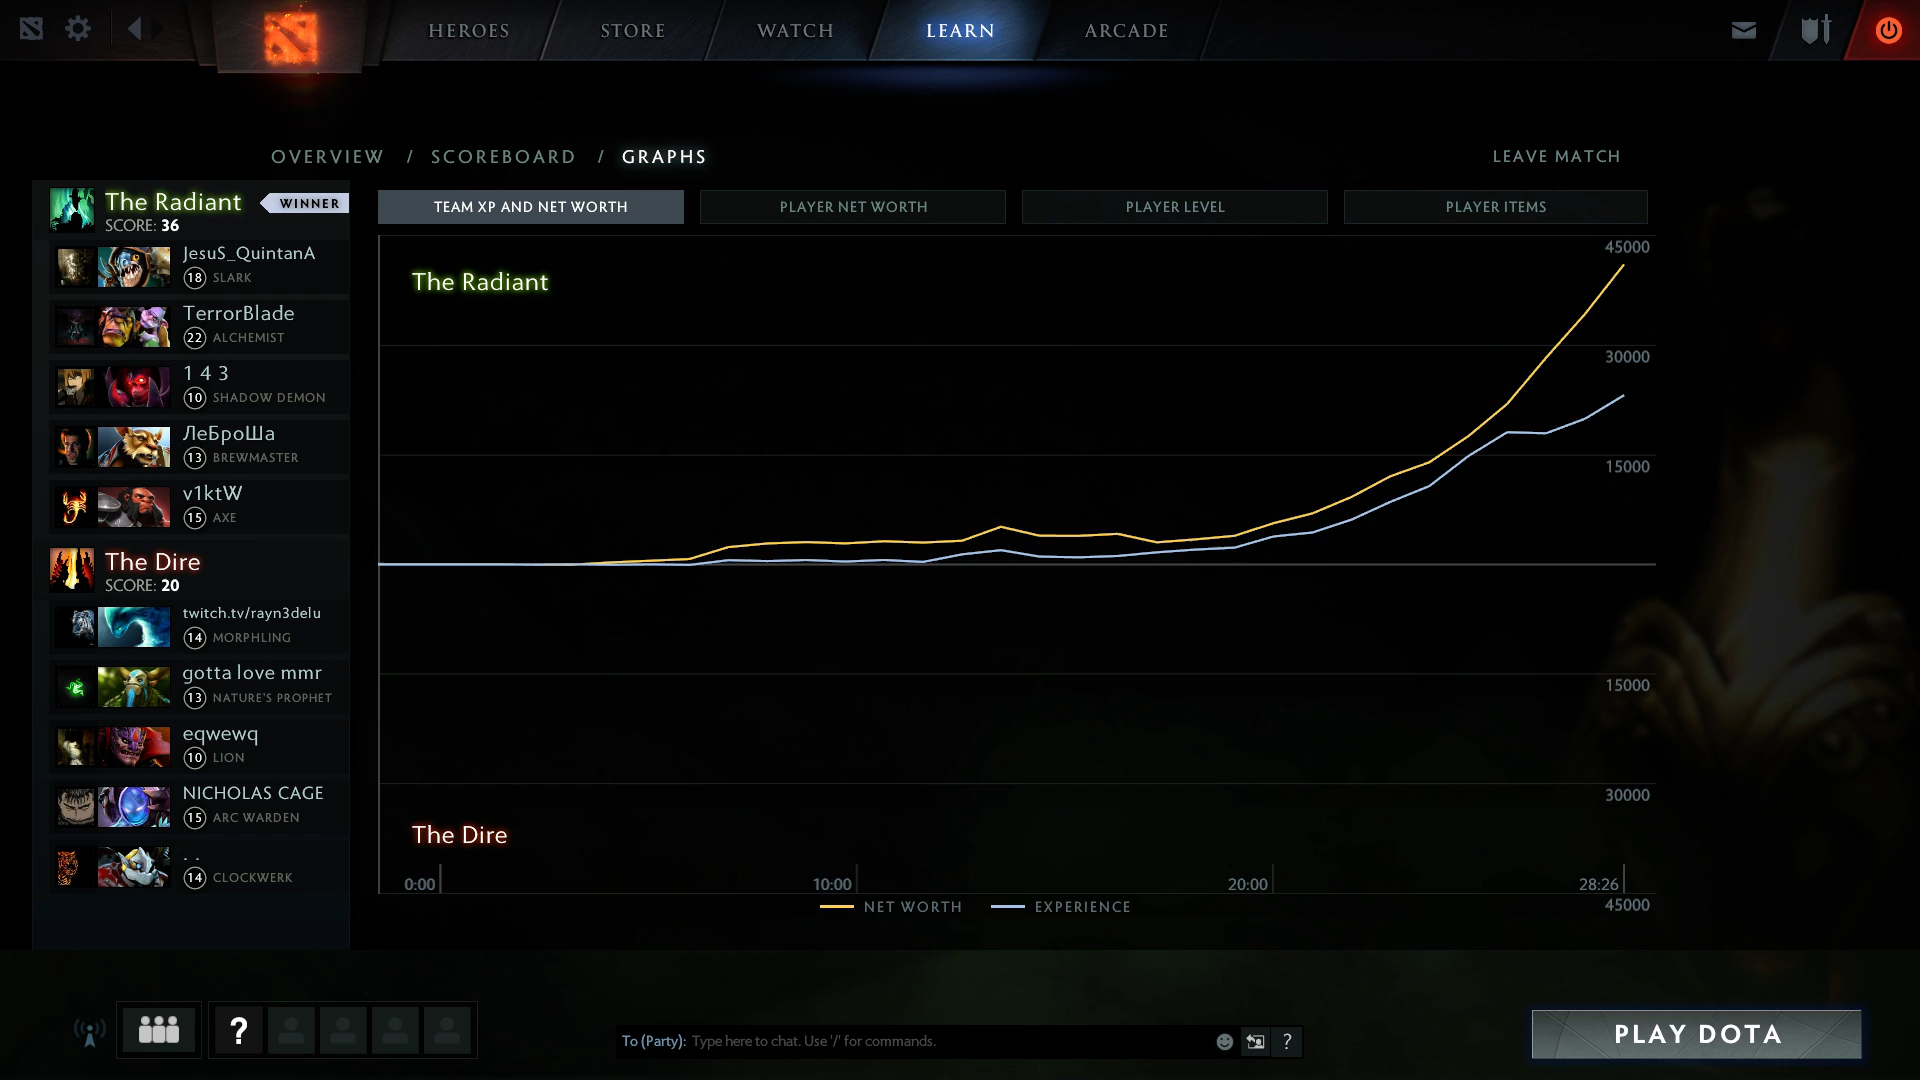 HEROES
STORE
WATCH
LEARN
ARCADE
OVERVIEW / SCOREBOARD / GRAPHS
LEAVE MATCH
The Radiant
WINNER
SCORE: 36
JesuS_QuintanA
18 SLARK
TerrorBlade
22 ALCHEMIST
1 4 3
10 SHADOW DEMON
ЛеБроШа
13 BREWMASTER
v1ktW
15 AXE
The Dire
SCORE: 20
twitch.tv/rayn3delu
14 MORPHLING
gotta love mmr
13 NATURE'S PROPHET
eqwewq
10 LION
NICHOLAS CAGE
15 ARC WARDEN
. .
14 CLOCKWERK
TEAM XP AND NET WORTH
PLAYER NET WORTH
PLAYER LEVEL
PLAYER ITEMS
45000
The Radiant
30000
15000
15000
30000
The Dire
0:00
10:00
20:00
28:26
45000
NET WORTH
EXPERIENCE
?
To (Party): Type here to chat. Use '/' for commands.
?
PLAY DOTA